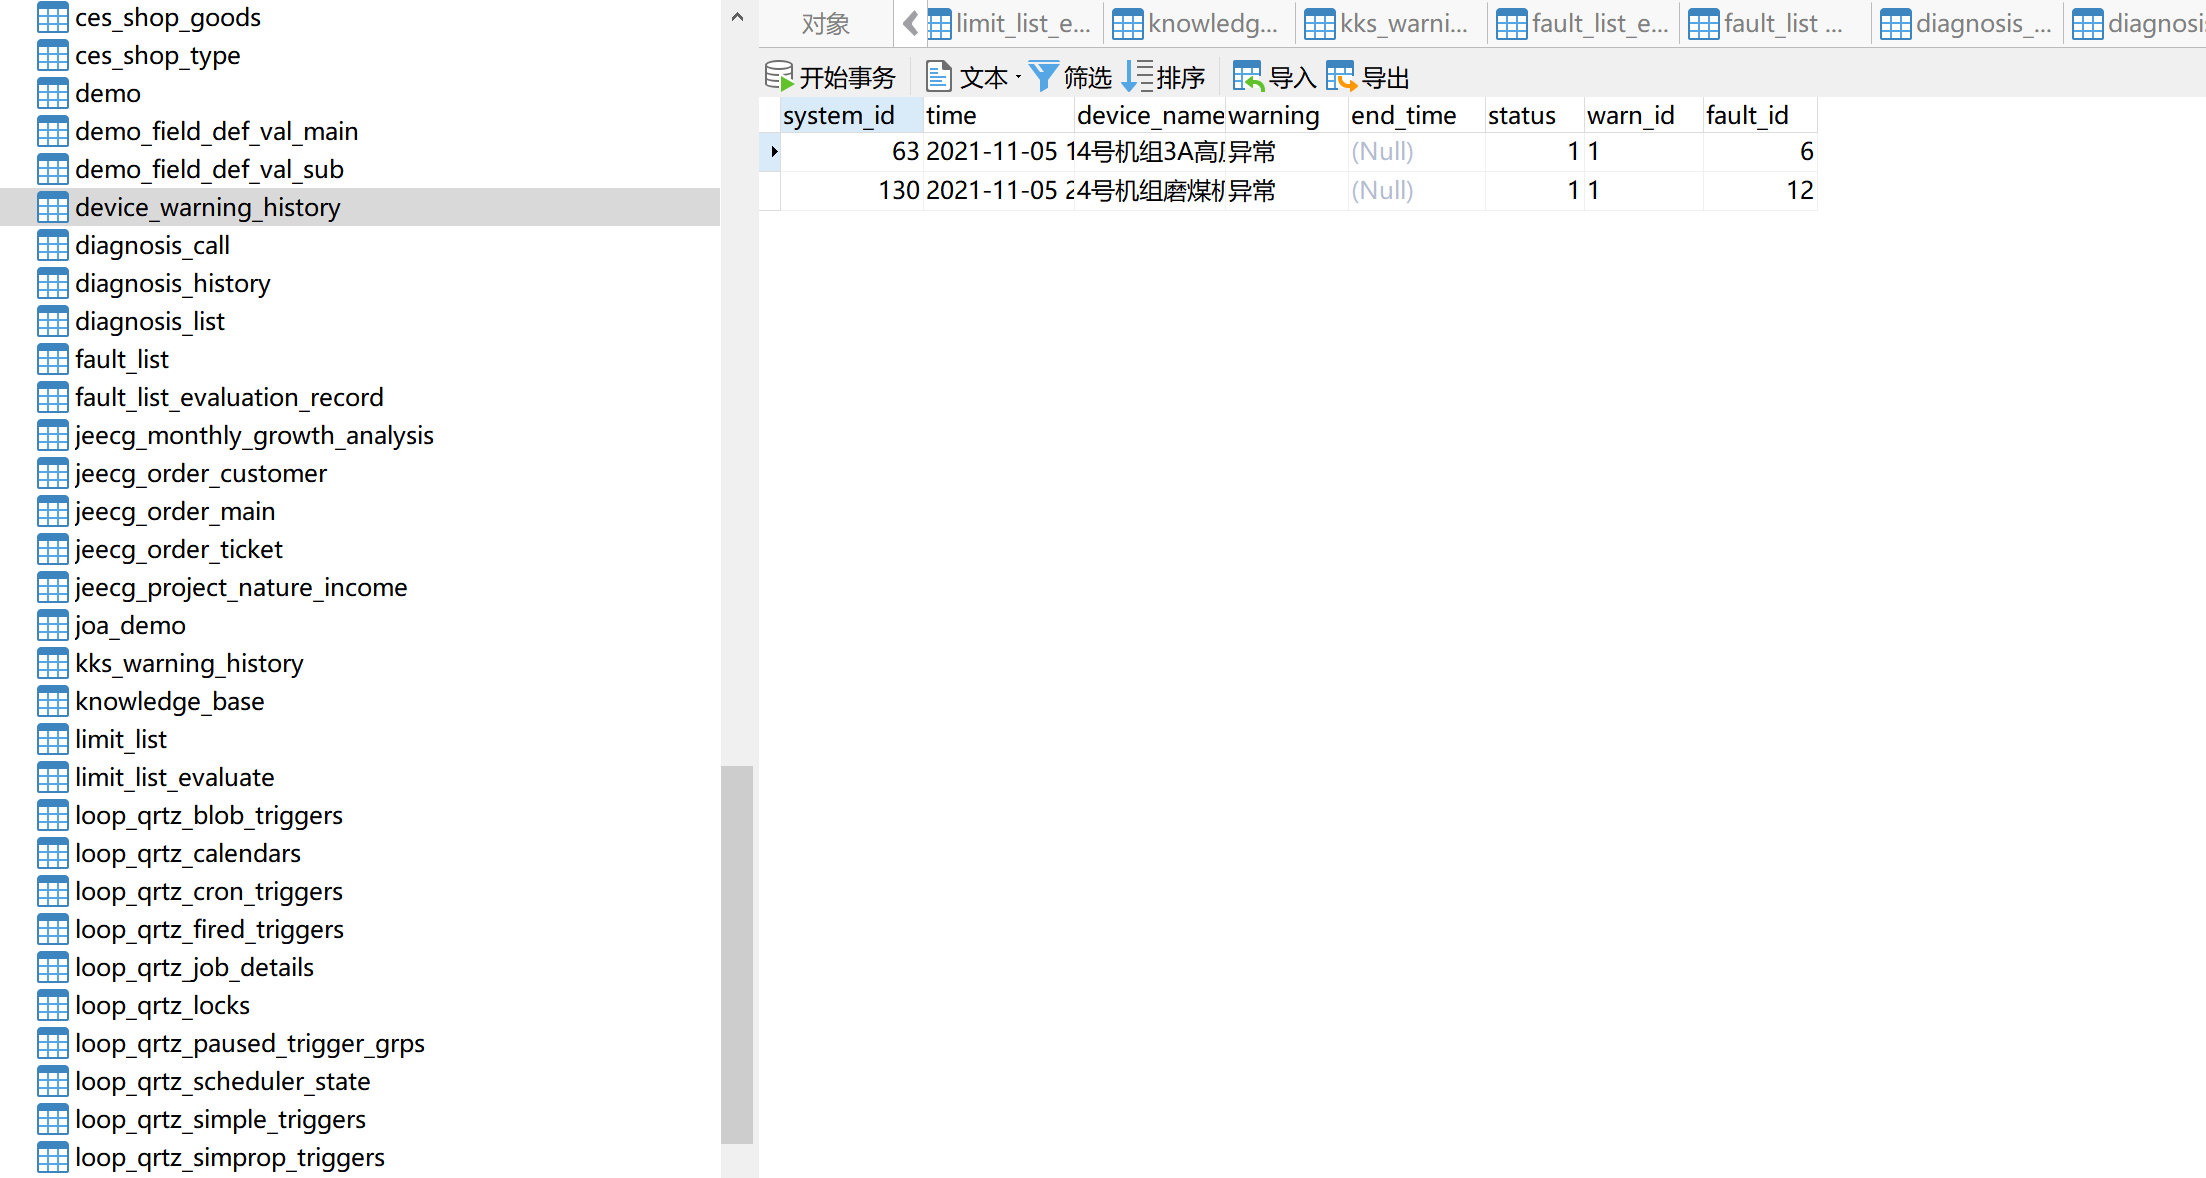 ces_shop_goods
ces_shop_type
demo
demo_field_def_val_main
demo_field_def_val_sub
device_warning_history
diagnosis_call
diagnosis_history
diagnosis_list
fault_list
fault_list_evaluation_record
jeecg_monthly_growth_analysis
jeecg_order_customer
jeecg_order_main
jeecg_order_ticket
jeecg_project_nature_income
joa_demo
kks_warning_history
knowledge_base
limit_list
limit_list_evaluate
loop_qrtz_blob_triggers
loop_qrtz_calendars
loop_qrtz_cron_triggers
loop_qrtz_fired_triggers
loop_qrtz_job_details
loop_qrtz_locks
loop_qrtz_paused_trigger_grps
loop_qrtz_scheduler_state
loop_qrtz_simple_triggers
loop_qrtz_simprop_triggers
对象 limit_list_e... knowledg... kks_warni... fault_list_e... fault_list ... diagnosis_... diagnosi
开始事务 文本 筛选 排序 导入 导出
system_id time device_name warning end_time status warn_id fault_id
63 2021-11-05 1 4号机组3A高 异常 (Null) 1 1 6
130 2021-11-05 2 4号机组磨煤机 异常 (Null) 1 1 12